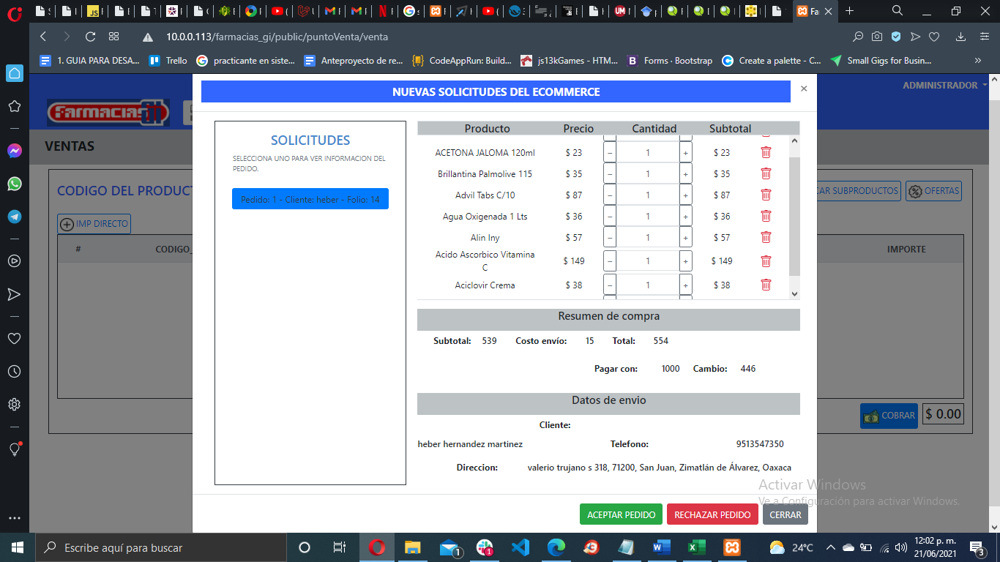 10.0.0.113/farmacias_gi/public/puntoVenta/venta
1. GUIA PARA DESA... Trello practicante en siste... Anteproyecto de re... CodeAppRun: Build... js13kGames - HTM... Forms · Bootstrap Create a palette - C... Small Gigs for Busin... »
NUEVAS SOLICITUDES DEL ECOMMERCE ×
ADMINISTRADOR
Farmacias
VENTAS
CODIGO DEL PRODUCT
CAR SUBPRODUCTOS OFERTAS
IMP DIRECTO
# CODIGO_ IMPORTE
COBRAR $ 0.00
SOLICITUDES
SELECCIONA UNO PARA VER INFORMACION DEL
PEDIDO.
Pedido: 1 - Cliente: heber - Folio: 14
Producto Precio Cantidad Subtotal
ACETONA JALOMA 120ml $ 23 − 1 + $ 23
Brillantina Palmolive 115 $ 35 − 1 + $ 35
Advil Tabs C/10 $ 87 − 1 + $ 87
Agua Oxigenada 1 Lts $ 36 − 1 + $ 36
Alin Iny $ 57 − 1 + $ 57
Acido Ascorbico Vitamina
C $ 149 − 1 + $ 149
Aciclovir Crema $ 38 − 1 + $ 38
Resumen de compra
Subtotal: 539 Costo envío: 15 Total: 554
Pagar con: 1000 Cambio: 446
Datos de envio
Cliente:
heber hernandez martinez Telefono: 9513547350
Direccion: valerio trujano s 318, 71200, San Juan, Zimatlán de Álvarez, Oaxaca
Activar Windows
Ve a Configuración para activar Windows.
ACEPTAR PEDIDO RECHAZAR PEDIDO CERRAR
Escribe aquí para buscar
24°C
12:02 p. m.
21/06/2021